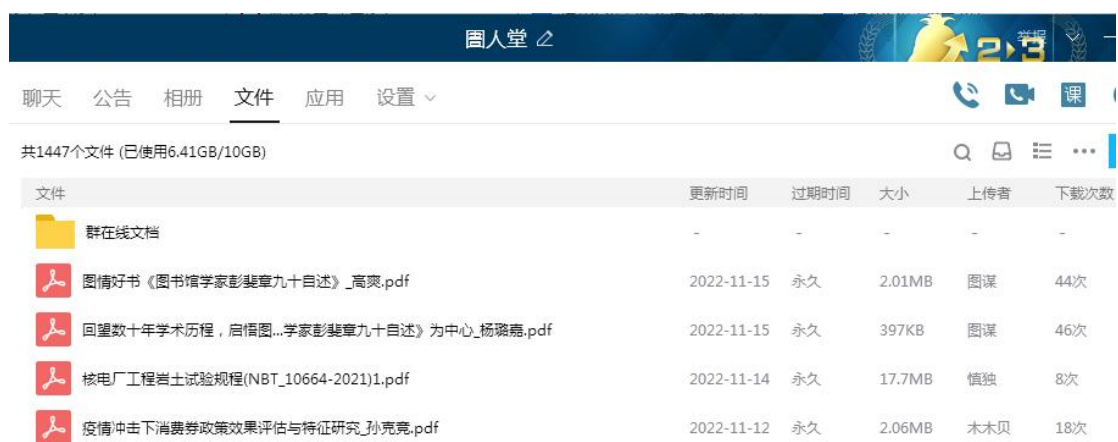 圕人堂
2 3
举报
聊天 公告 相册 文件 应用 设置
课
共1447个文件 (已使用6.41GB/10GB)
文件 更新时间 过期时间 大小 上传者 下载次数
群在线文档 - - - - -
图情好书《图书馆学家彭斐章九十自述》_高爽.pdf 2022-11-15 永久 2.01MB 图谋 44次
回望数十年学术历程，启悟图...学家彭斐章九十自述》为中心_杨璐嘉.pdf 2022-11-15 永久 397KB 图谋 46次
核电厂工程岩土试验规程(NBT_10664-2021)1.pdf 2022-11-14 永久 17.7MB 慎独 8次
疫情冲击下消费券政策效果评估与特征研究_孙克竞.pdf 2022-11-12 永久 2.06MB 木木贝 18次